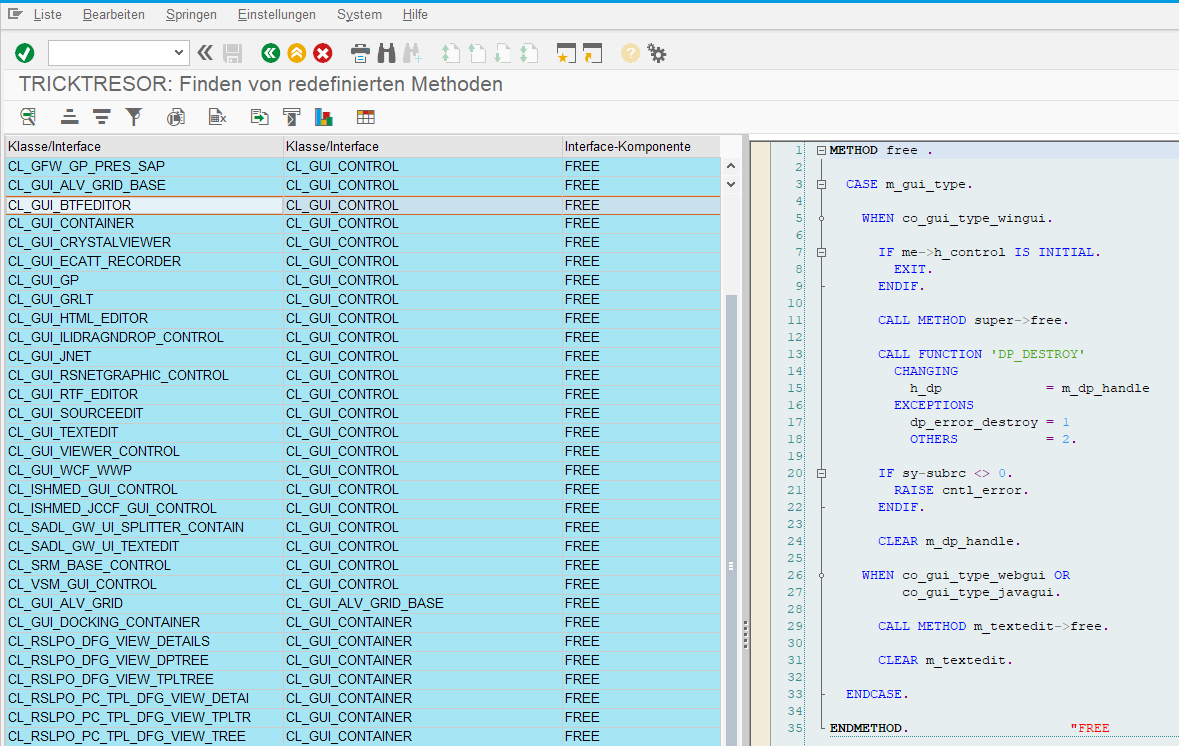 Liste Bearbeiten Springen Einstellungen System Hilfe
TRICKTRESOR: Finden von redefinierten Methoden
Klasse/Interface Klasse/Interface Interface-Komponente
CL_GFW_GP_PRES_SAP CL_GUI_CONTROL FREE
CL_GUI_ALV_GRID_BASE CL_GUI_CONTROL FREE
CL_GUI_BTFEDITOR CL_GUI_CONTROL FREE
CL_GUI_CONTAINER CL_GUI_CONTROL FREE
CL_GUI_CRYSTALVIEWER CL_GUI_CONTROL FREE
CL_GUI_ECATT_RECORDER CL_GUI_CONTROL FREE
CL_GUI_GP CL_GUI_CONTROL FREE
CL_GUI_GRLT CL_GUI_CONTROL FREE
CL_GUI_HTML_EDITOR CL_GUI_CONTROL FREE
CL_GUI_ILIDRAGNDROP_CONTROL CL_GUI_CONTROL FREE
CL_GUI_JNET CL_GUI_CONTROL FREE
CL_GUI_RSNETGRAPHIC_CONTROL CL_GUI_CONTROL FREE
CL_GUI_RTF_EDITOR CL_GUI_CONTROL FREE
CL_GUI_SOURCEEDIT CL_GUI_CONTROL FREE
CL_GUI_TEXTEDIT CL_GUI_CONTROL FREE
CL_GUI_VIEWER_CONTROL CL_GUI_CONTROL FREE
CL_GUI_WCF_WWP CL_GUI_CONTROL FREE
CL_ISHMED_GUI_CONTROL CL_GUI_CONTROL FREE
CL_ISHMED_JCCF_GUI_CONTROL CL_GUI_CONTROL FREE
CL_SADL_GW_UI_SPLITTER_CONTAIN CL_GUI_CONTROL FREE
CL_SADL_GW_UI_TEXTEDIT CL_GUI_CONTROL FREE
CL_SRM_BASE_CONTROL CL_GUI_CONTROL FREE
CL_VSM_GUI_CONTROL CL_GUI_CONTROL FREE
CL_GUI_ALV_GRID CL_GUI_ALV_GRID_BASE FREE
CL_GUI_DOCKING_CONTAINER CL_GUI_CONTAINER FREE
CL_RSLPO_DFG_VIEW_DETAILS CL_GUI_CONTAINER FREE
CL_RSLPO_DFG_VIEW_DPTREE CL_GUI_CONTAINER FREE
CL_RSLPO_DFG_VIEW_TPLTREE CL_GUI_CONTAINER FREE
CL_RSLPO_PC_TPL_DFG_VIEW_DETAI CL_GUI_CONTAINER FREE
CL_RSLPO_PC_TPL_DFG_VIEW_TPLTR CL_GUI_CONTAINER FREE
CL_RSLPO_PC_TPL_DFG_VIEW_TREE CL_GUI_CONTAINER FREE
1 METHOD free .
2
3 CASE m_gui_type.
4
5 WHEN co_gui_type_wingui.
6
7 IF me->h_control IS INITIAL.
8 EXIT.
9 ENDIF.
10
11 CALL METHOD super->free.
12
13 CALL FUNCTION 'DP_DESTROY'
14 CHANGING
15 h_dp = m_dp_handle
16 EXCEPTIONS
17 dp_error_destroy = 1
18 OTHERS = 2.
19
20 IF sy-subrc <> 0.
21 RAISE cntl_error.
22 ENDIF.
23
24 CLEAR m_dp_handle.
25
26 WHEN co_gui_type_webgui OR
27 co_gui_type_javagui.
28
29 CALL METHOD m_textedit->free.
30
31 CLEAR m_textedit.
32
33 ENDCASE.
34
35 ENDMETHOD. "FREE